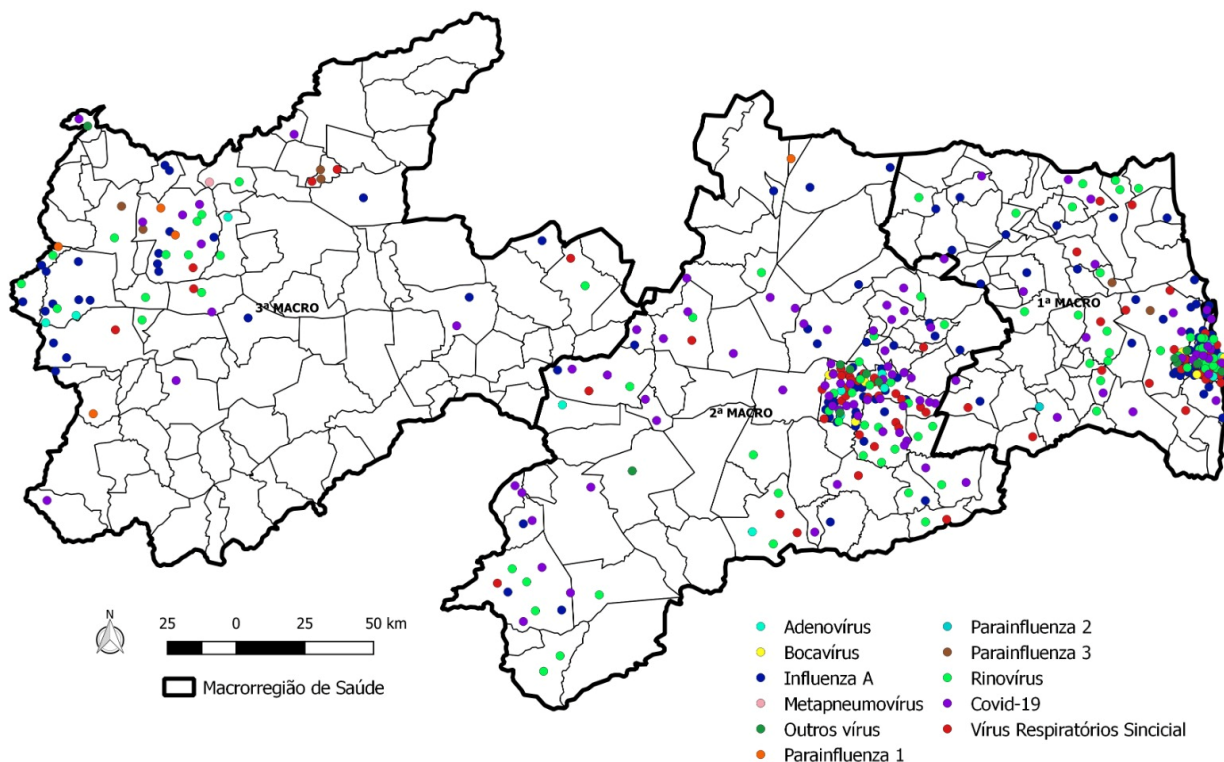 3ª MACRO
1ª MACRO
2ª MACRO
N
25 0 25 50 km
Macrorregião de Saúde
Adenovírus
Bocavírus
Influenza A
Metapneumovírus
Outros vírus
Parainfluenza 1
Parainfluenza 2
Parainfluenza 3
Rinovírus
Covid-19
Vírus Respiratórios Sincicial